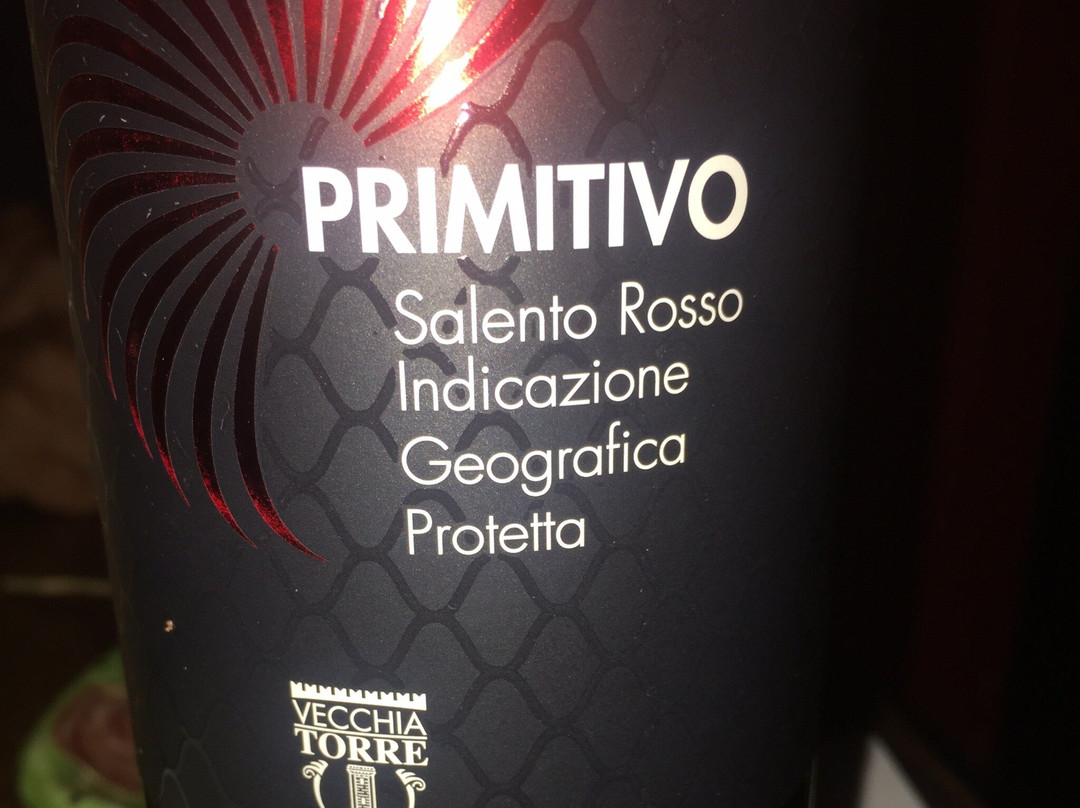 PRIMITIVO
Salento Rosso
Indicazione
Geografica
Protetta
VECCHIA
TORRE